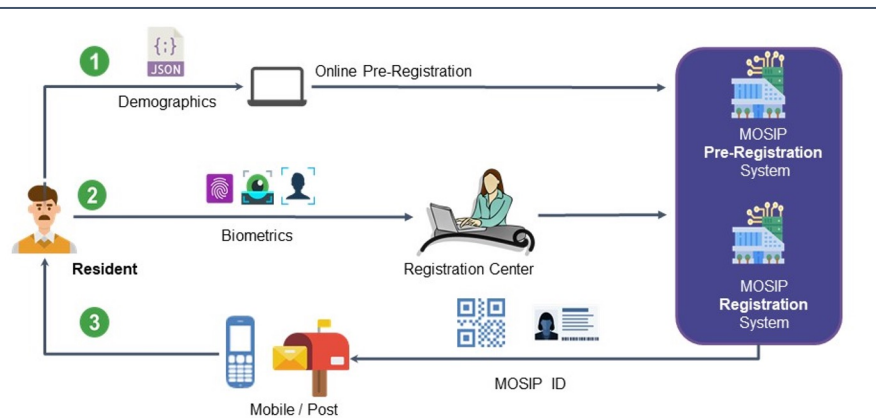 1
{;}
JSON
Demographics
Online Pre-Registration
MOSIP
Pre-Registration
System
2
Biometrics
Registration Center
Resident
MOSIP
Registration
System
3
Mobile / Post
MOSIP ID